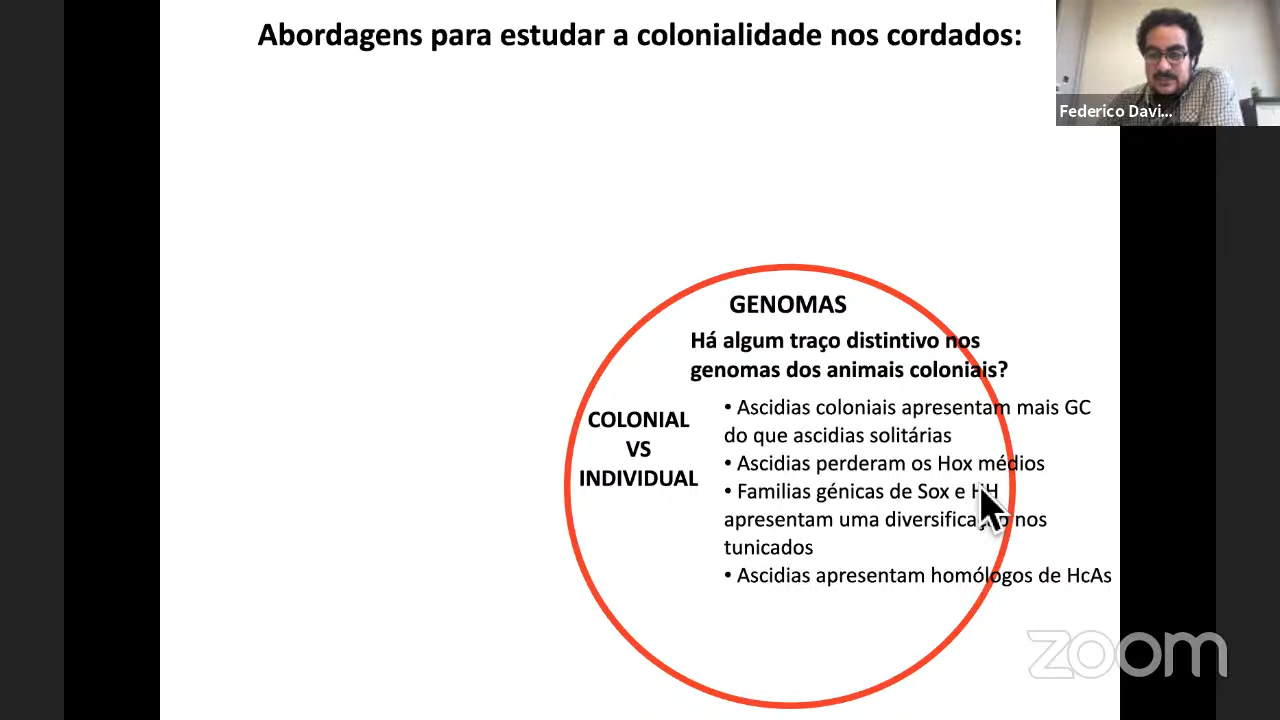 Abordagens para estudar a colonialidade nos cordados:
Federico Davi...
GENOMAS
Há algum traço distintivo nos
genomas dos animais coloniais?
COLONIAL
VS
INDIVIDUAL
• Ascidias coloniais apresentam mais GC
do que ascidias solitárias
• Ascidias perderam os Hox médios
• Familias génicas de Sox e HH
apresentam uma diversificação nos
tunicados
• Ascidias apresentam homólogos de HcAs
zoom